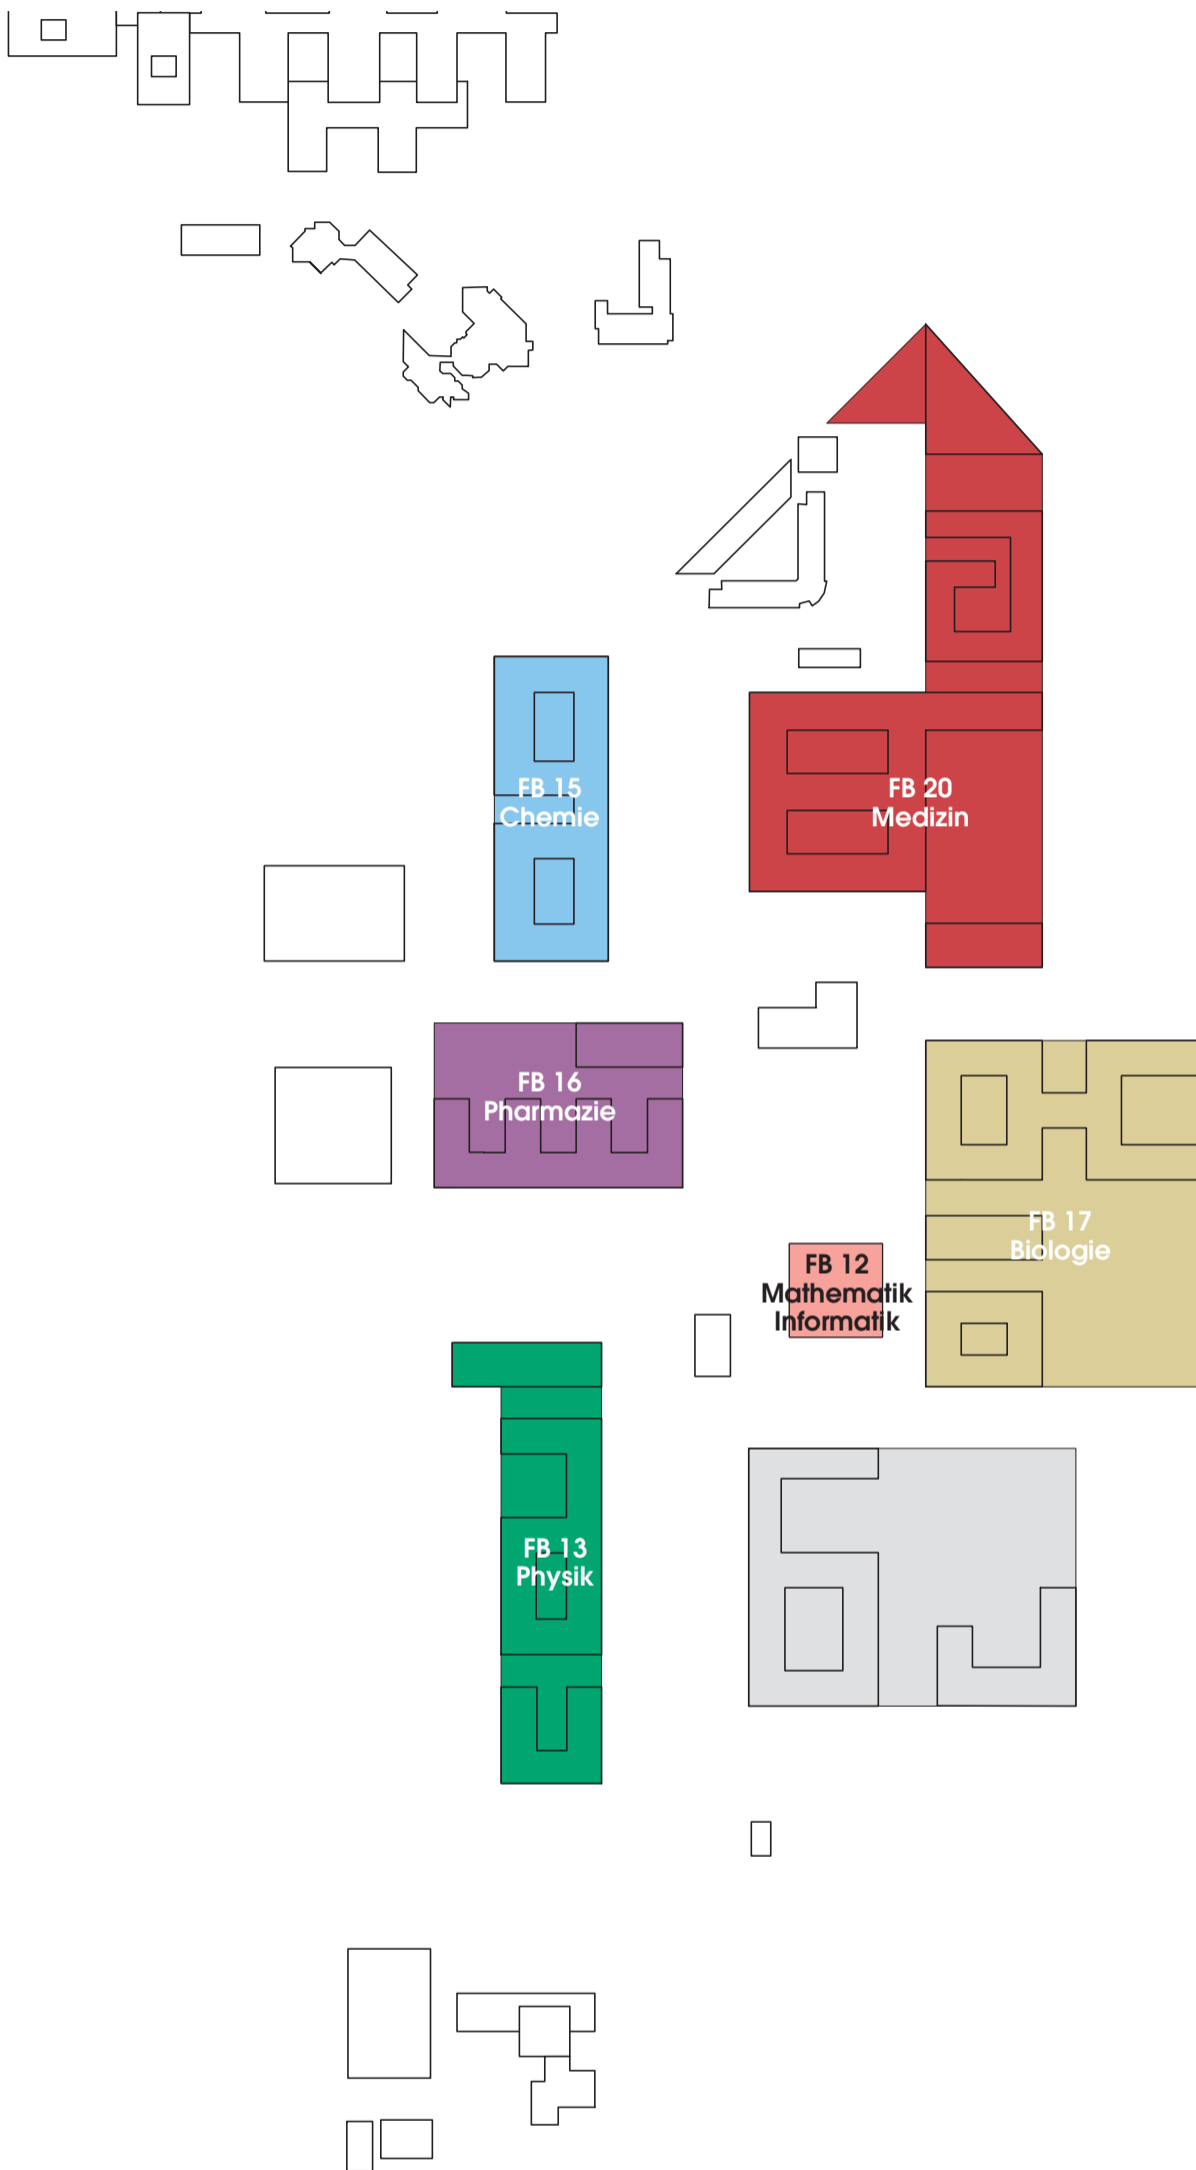 FB 15
Chemie
FB 20
Medizin
FB 16
Pharmazie
FB 17
Biologie
FB 12
Mathematik
Informatik
FB 13
Physik